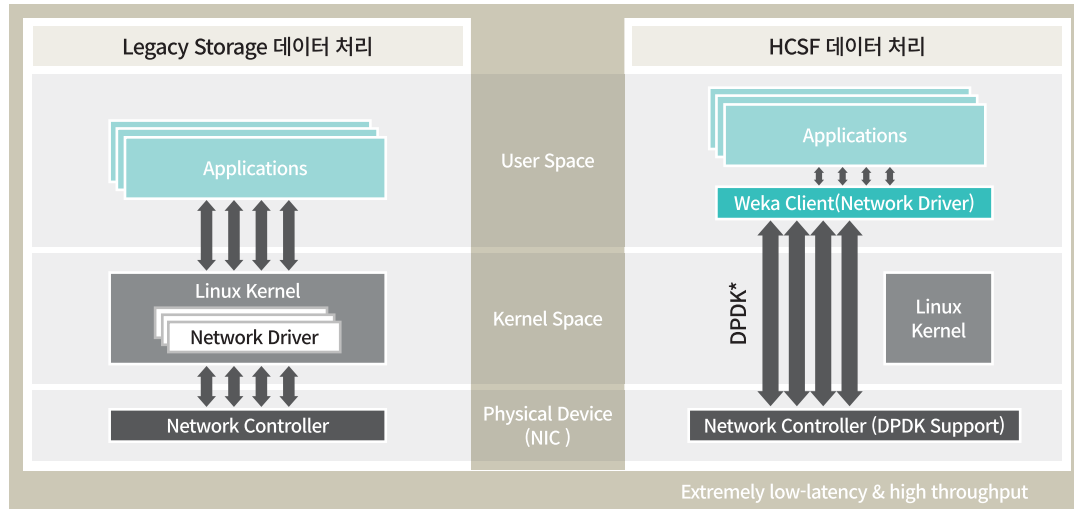 Legacy Storage 데이터 처리
HCSF 데이터 처리
Applications
User Space
Applications
Weka Client(Network Driver)
Linux Kernel
Network Driver
Kernel Space
DPDK*
Linux
Kernel
Network Controller
Physical Device
(NIC )
Network Controller (DPDK Support)
Extremely low-latency & high throughput